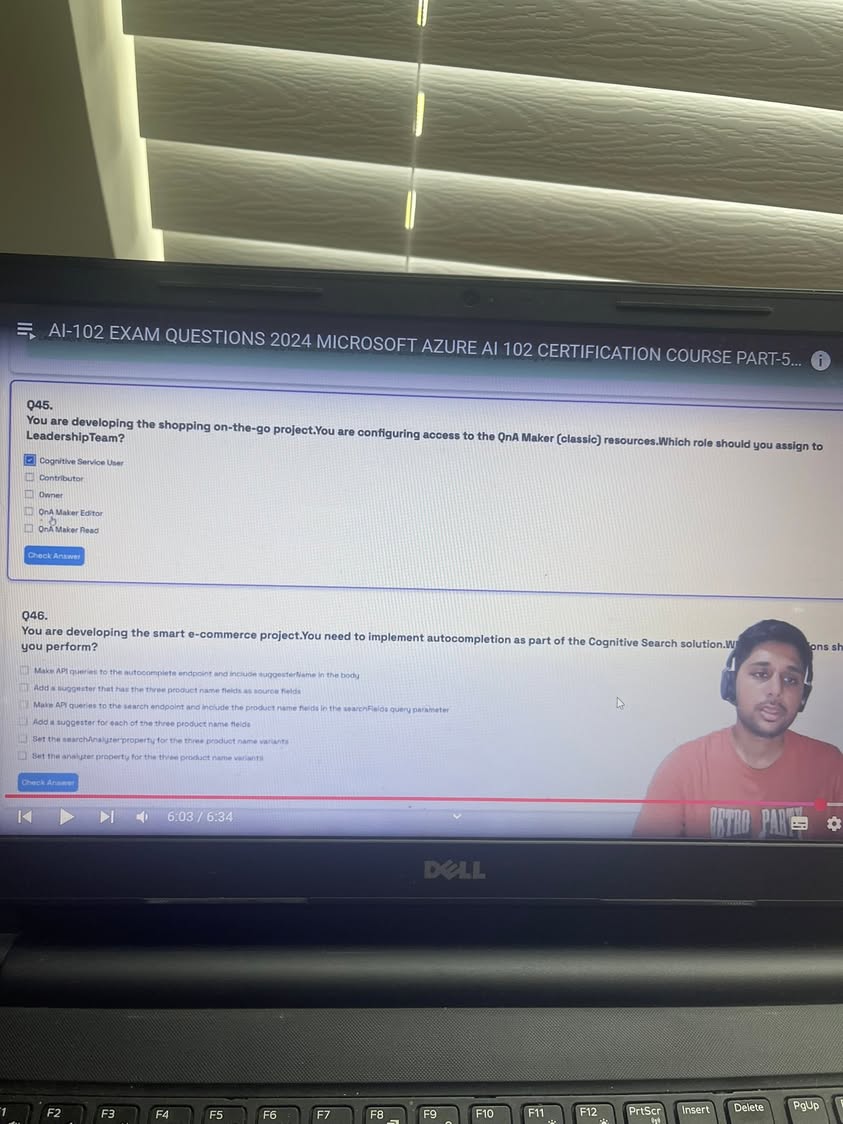 AI-102 EXAM QUESTIONS 2024 MICROSOFT AZURE AI 102 CERTIFICATION COURSE PART-5...
Q45.
You are developing the shopping on-the-go project.You are configuring access to the QnA Maker (classic) resources.Which role should you assign to
LeadershipTeam?
Cognitive Service User
Contributor
Owner
QnA Maker Editor
QnA Maker Read
Check Answer
Q46.
You are developing the smart e-commerce project.You need to implement autocompletion as part of the Cognitive Search solution.W ons sh
you perform?
Make API queries to the autocomplete endpoint and include suggesterName in the body
Add a suggester that has the three product name fields as source fields
Make API queries to the search endpoint and include the product name fields in the searchFields query parameter
Add a suggester for each of the three product name fields
Set the searchAnalyzer property for the three product name variants
Set the analyzer property for the three product name variants
Check Answer
RETRO PARTY
6:03 / 6:34
DELL
F2 F3 F4 F5 F6 F7 F8 F9 F10 F11 F12 PrtScr Insert Delete PgUp